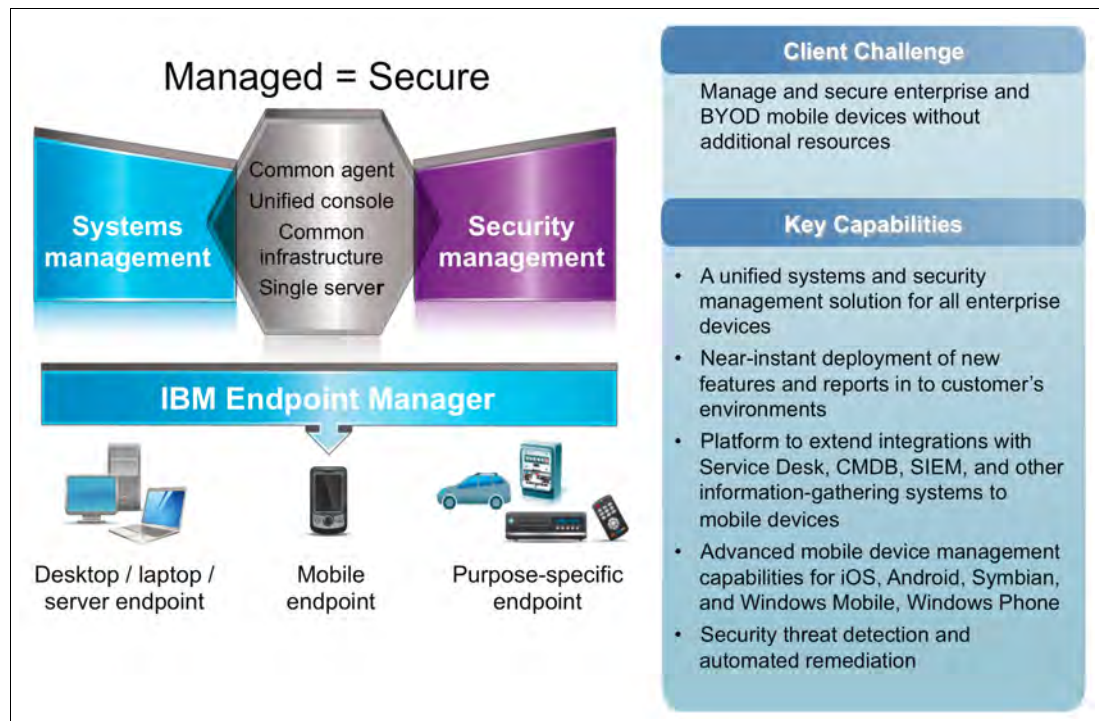 Managed = Secure
Systems
management
Common agent
Unified console
Common
infrastructure
Single server
Security
management
IBM Endpoint Manager
Desktop / laptop /
server endpoint
Mobile
endpoint
Purpose-specific
endpoint
Client Challenge
Manage and secure enterprise and
BYOD mobile devices without
additional resources
Key Capabilities
• A unified systems and security
management solution for all enterprise
devices
• Near-instant deployment of new
features and reports in to customer’s
environments
• Platform to extend integrations with
Service Desk, CMDB, SIEM, and other
information-gathering systems to
mobile devices
• Advanced mobile device management
capabilities for iOS, Android, Symbian,
and Windows Mobile, Windows Phone
• Security threat detection and
automated remediation